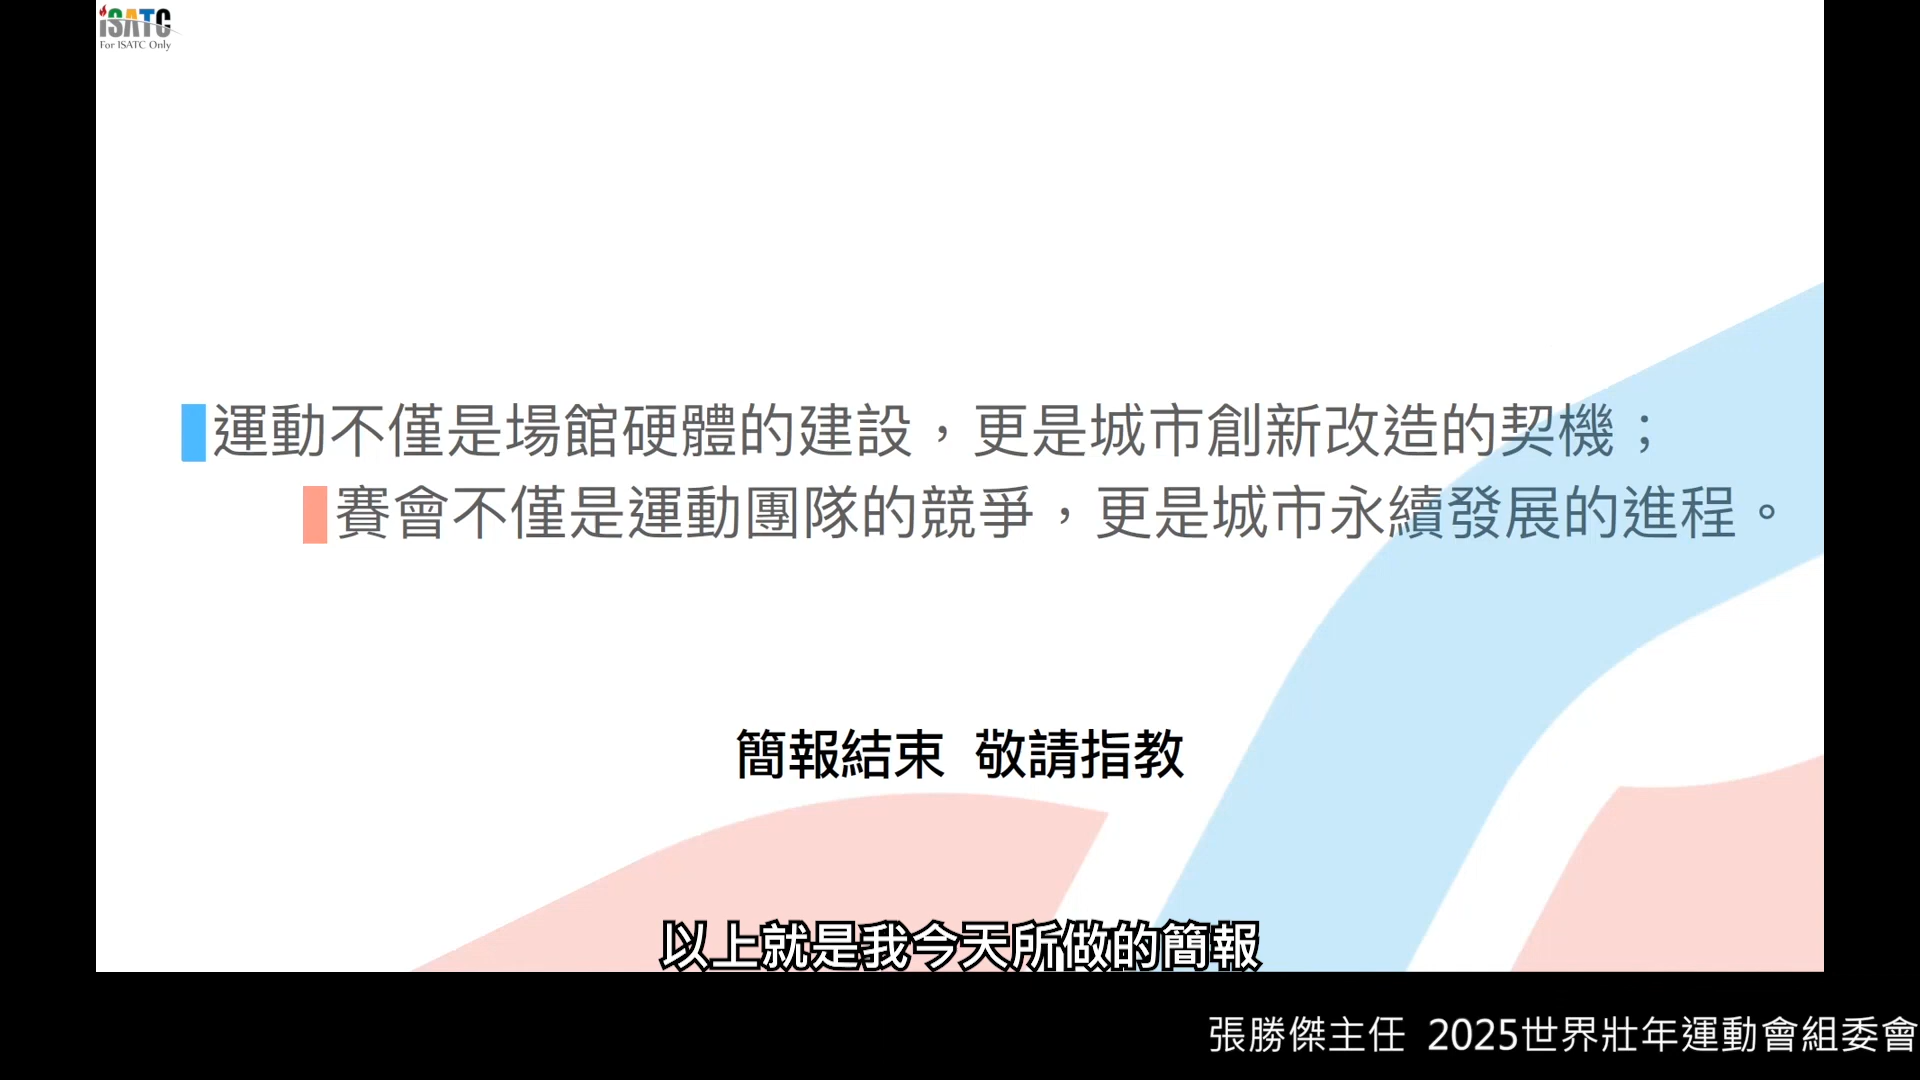 iSATC
For ISATC Only
運動不僅是場館硬體的建設，更是城市創新改造的契機；
賽會不僅是運動團隊的競爭，更是城市永續發展的進程。
簡報結束 敬請指教
以上就是我今天所做的簡報
張勝傑主任 2025世界壯年運動會組委會